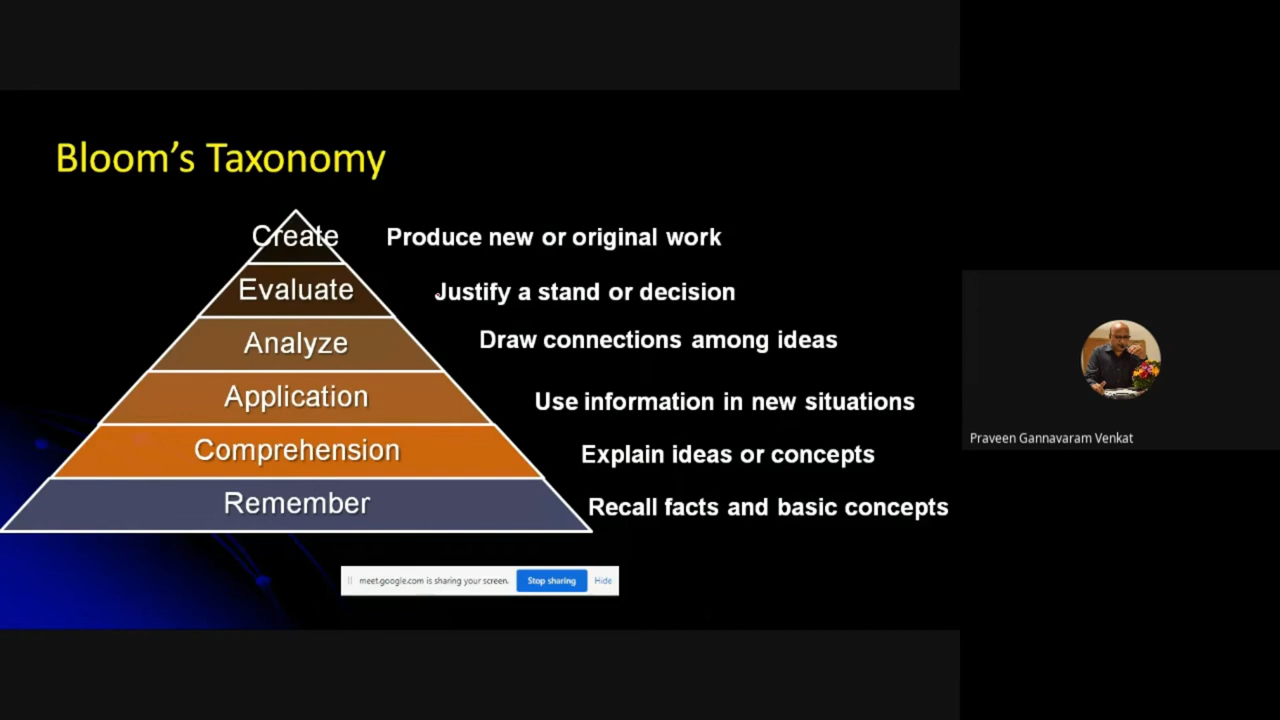 Bloom's Taxonomy
Create
Produce new or original work
Evaluate
Justify a stand or decision
Analyze
Draw connections among ideas
Application
Use information in new situations
Comprehension
Explain ideas or concepts
Remember
Recall facts and basic concepts
meet.google.com is sharing your screen.
Stop sharing
Hide
Praveen Gannavaram Venkat